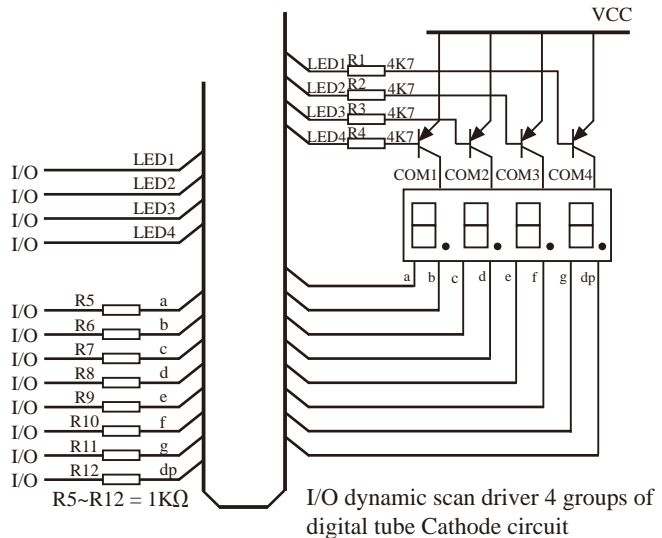 VCC
LED1 R1 4K7
LED2 R2 4K7
LED3 R3 4K7
LED4 R4 4K7
COM1 COM2 COM3 COM4
I/O LED1
I/O LED2
I/O LED3
I/O LED4
a b c d e f g dp
I/O R5 a
I/O R6 b
I/O R7 c
I/O R8 d
I/O R9 e
I/O R10 f
I/O R11 g
I/O R12 dp
R5~R12 = 1KΩ
I/O dynamic scan driver 4 groups of
digital tube Cathode circuit